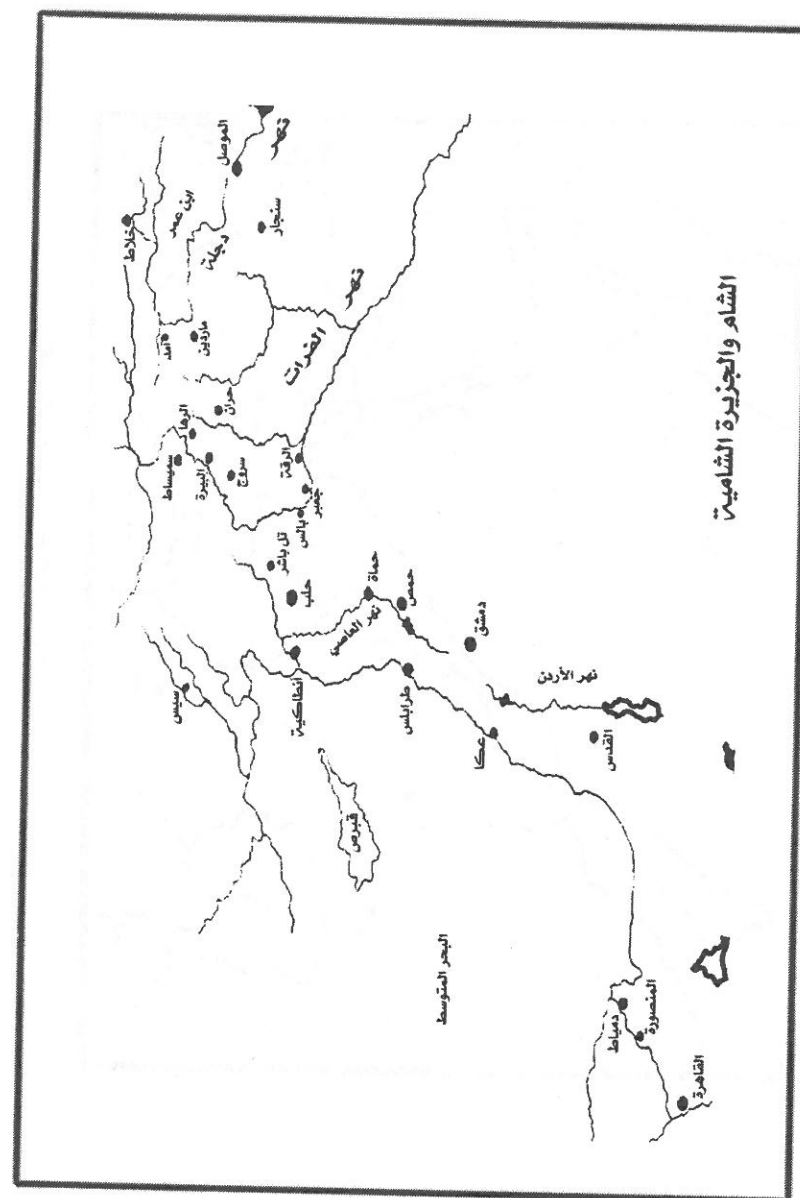 الشام والجزيرة الشامية
خلاط
الموصل
نهر
ابن عمر
دجلة
سنجار
آمد
ماردين
نهر
الفرات
حران
الرها
سميساط
البيرة
سروج
الرقة
جعبر
بالس
تل باشر
حلب
حماة
حمص
نهر العاصي
دمشق
سيس
أنطاكية
طرابلس
نهر الأردن
عكا
القدس
قبرص
البحر المتوسط
دمياط
المنصورة
القاهرة